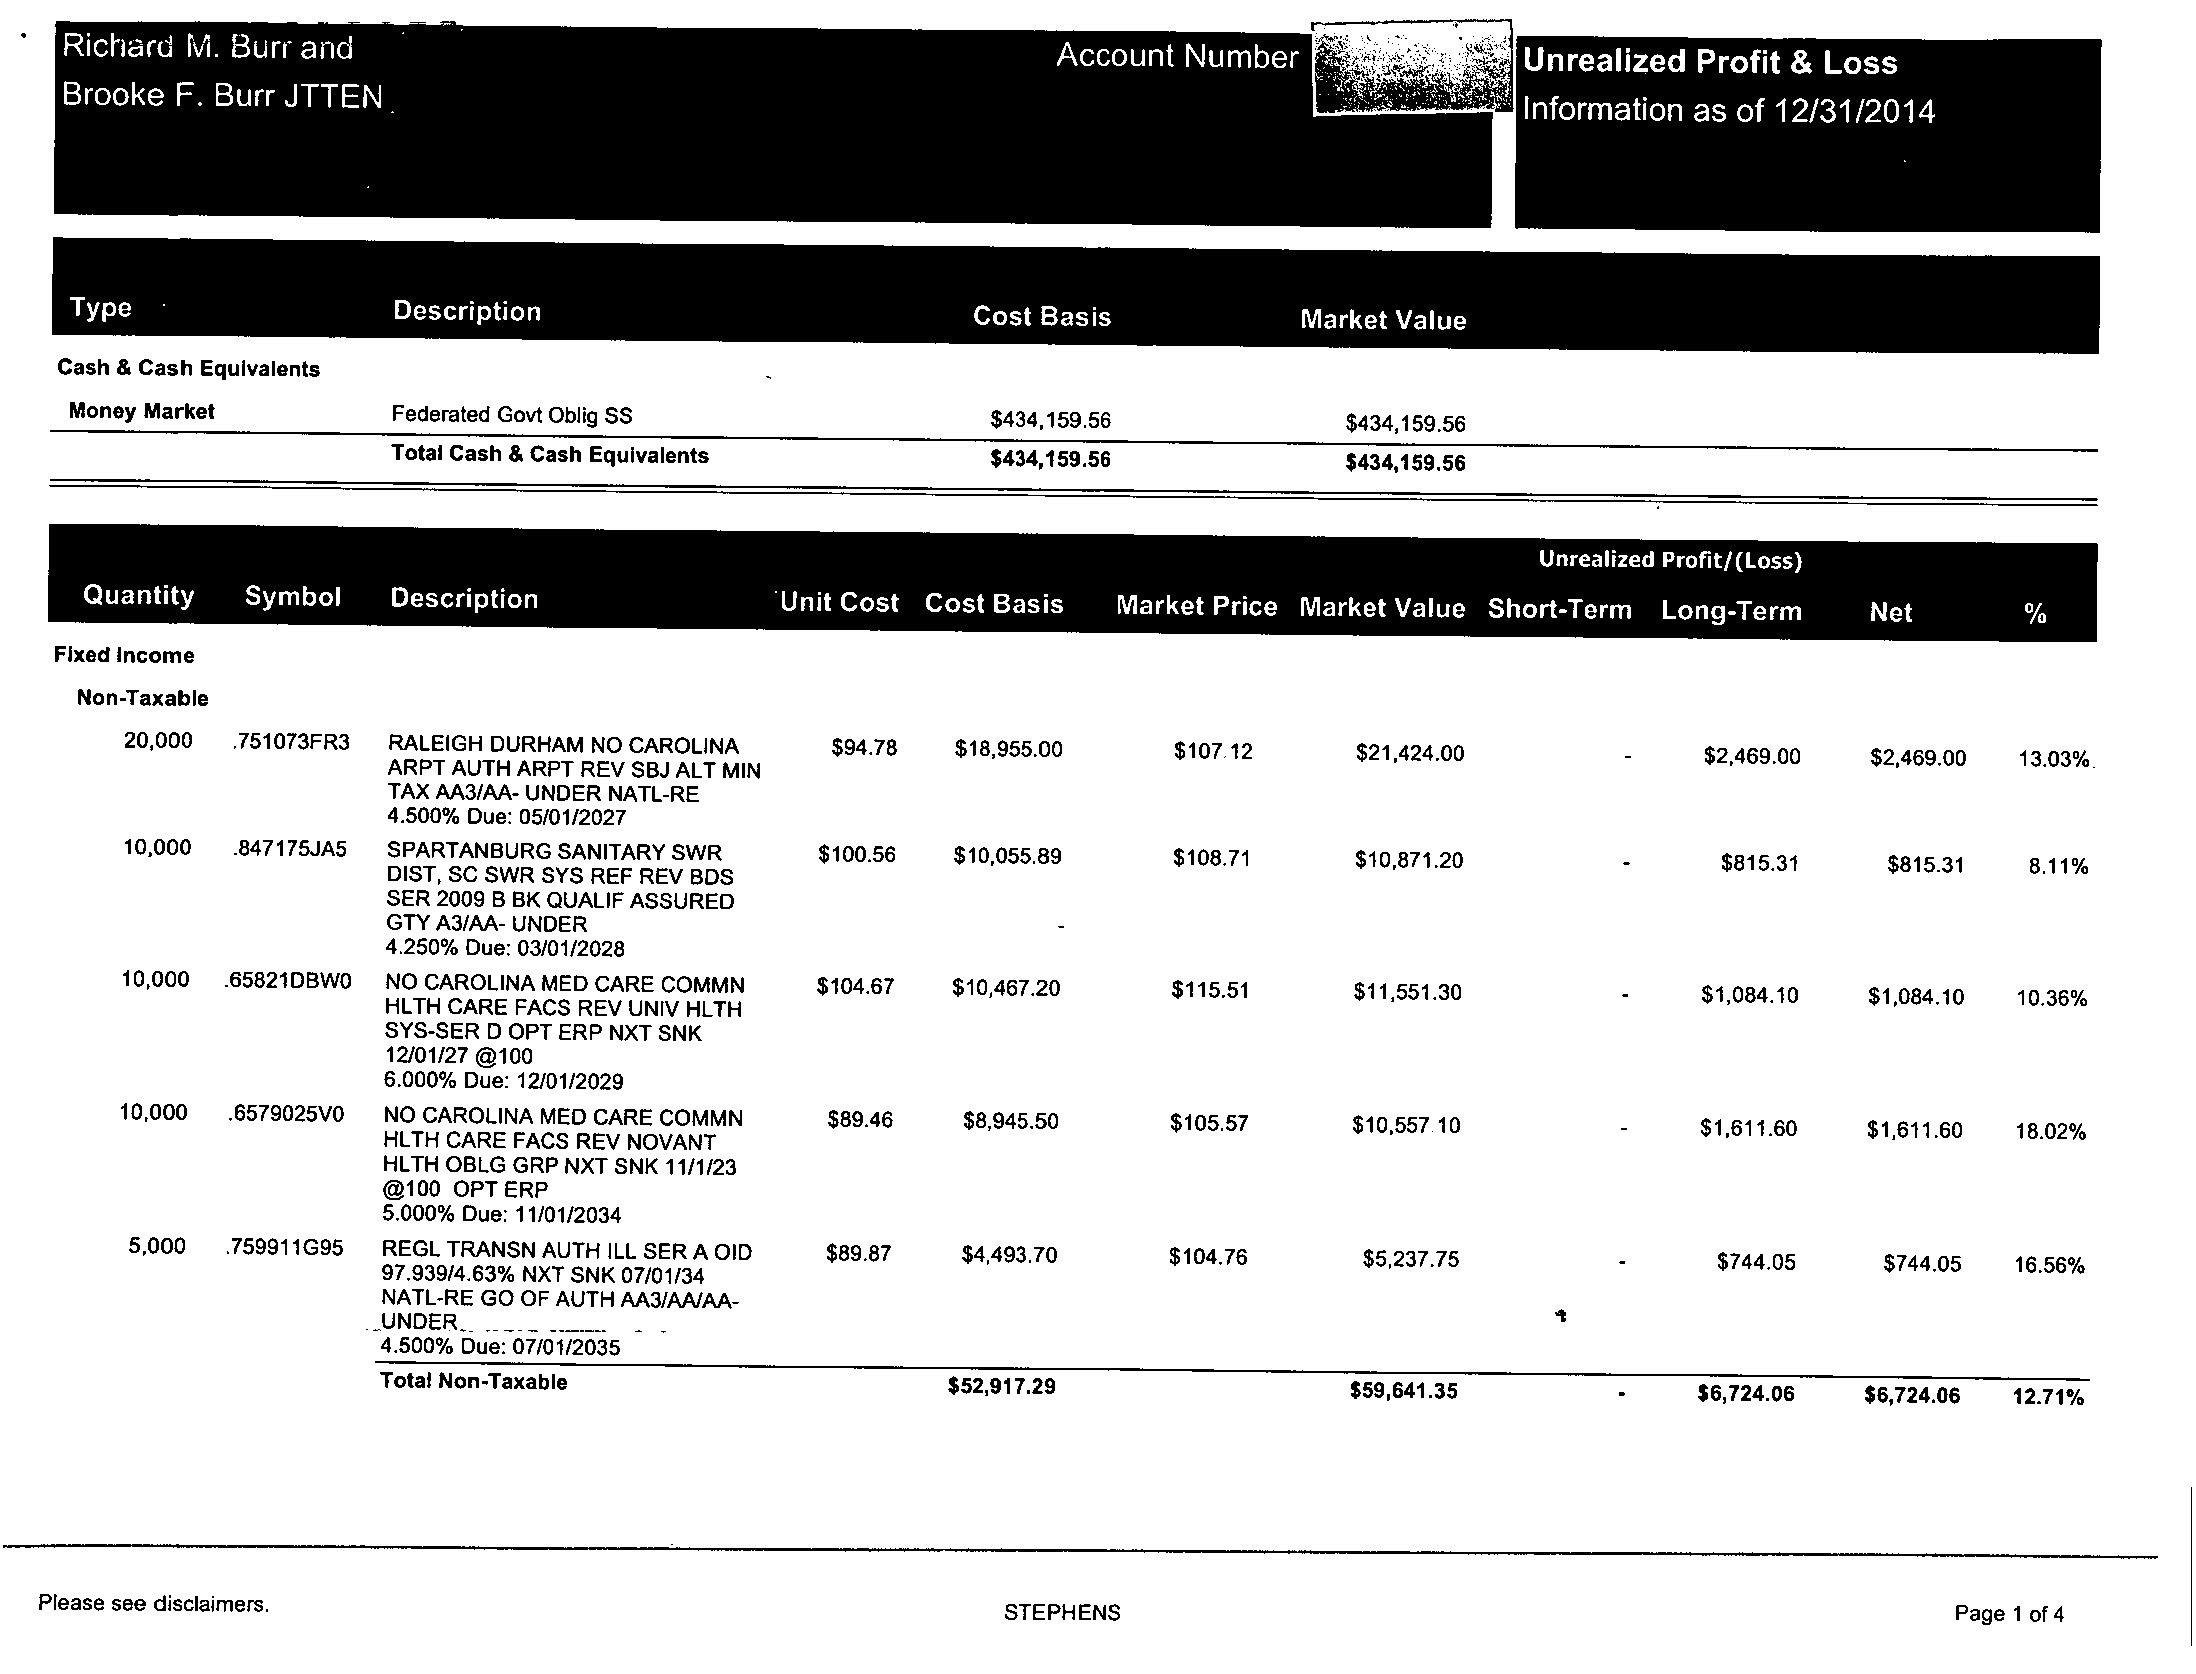 Richard M. Burr and
Brooke F. Burr JTTEN
Account Number
Unrealized Profit & Loss
Information as of 12/31/2014
Type Description Cost Basis Market Value
Cash & Cash Equivalents
Money Market Federated Govt Oblig SS $434,159.56 $434,159.56
Total Cash & Cash Equivalents $434,159.56 $434,159.56
Unrealized Profit/(Loss)
Quantity Symbol Description Unit Cost Cost Basis Market Price Market Value Short-Term Long-Term Net %
Fixed Income
Non-Taxable
20,000 .751073FR3 RALEIGH DURHAM NO CAROLINA $94.78 $18,955.00 $107.12 $21,424.00 - $2,469.00 $2,469.00 13.03%
ARPT AUTH ARPT REV SBJ ALT MIN
TAX AA3/AA- UNDER NATL-RE
4.500% Due: 05/01/2027
10,000 .847175JA5 SPARTANBURG SANITARY SWR $100.56 $10,055.89 $108.71 $10,871.20 - $815.31 $815.31 8.11%
DIST, SC SWR SYS REF REV BDS
SER 2009 B BK QUALIF ASSURED
GTY A3/AA- UNDER
4.250% Due: 03/01/2028
10,000 .65821DBW0 NO CAROLINA MED CARE COMMN $104.67 $10,467.20 $115.51 $11,551.30 - $1,084.10 $1,084.10 10.36%
HLTH CARE FACS REV UNIV HLTH
SYS-SER D OPT ERP NXT SNK
12/01/27 @100
6.000% Due: 12/01/2029
10,000 .6579025V0 NO CAROLINA MED CARE COMMN $89.46 $8,945.50 $105.57 $10,557.10 - $1,611.60 $1,611.60 18.02%
HLTH CARE FACS REV NOVANT
HLTH OBLG GRP NXT SNK 11/1/23
@100 OPT ERP
5.000% Due: 11/01/2034
5,000 .759911G95 REGL TRANSN AUTH ILL SER A OID $89.87 $4,493.70 $104.76 $5,237.75 - $744.05 $744.05 16.56%
97.939/4.63% NXT SNK 07/01/34
NATL-RE GO OF AUTH AA3/AA/AA-
UNDER
4.500% Due: 07/01/2035
Total Non-Taxable $52,917.29 $59,641.35 - $6,724.06 $6,724.06 12.71%
Please see disclaimers. STEPHENS Page 1 of 4